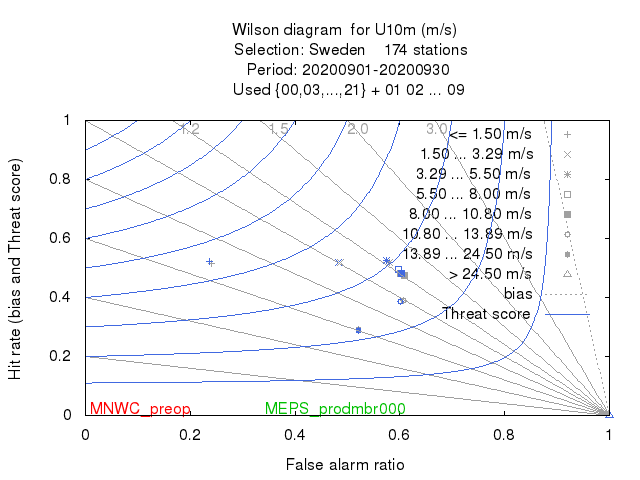 Wilson diagram for U10m (m/s)
Selection: Sweden 174 stations
Period: 20200901-20200930
Used {00,03,...,21} + 01 02 ... 09
Hit rate (bias and Threat score)
1
0.8
0.6
0.4
0.2
0
1.2 1.5 2.0 3.0
<= 1.50 m/s
1.50 ... 3.29 m/s
3.29 ... 5.50 m/s
5.50 ... 8.00 m/s
8.00 ... 10.80 m/s
10.80 ... 13.89 m/s
13.89 ... 24.50 m/s
> 24.50 m/s
bias
Threat score
MNWC_preop MEPS_prodmbr000
0 0.2 0.4 0.6 0.8 1
False alarm ratio